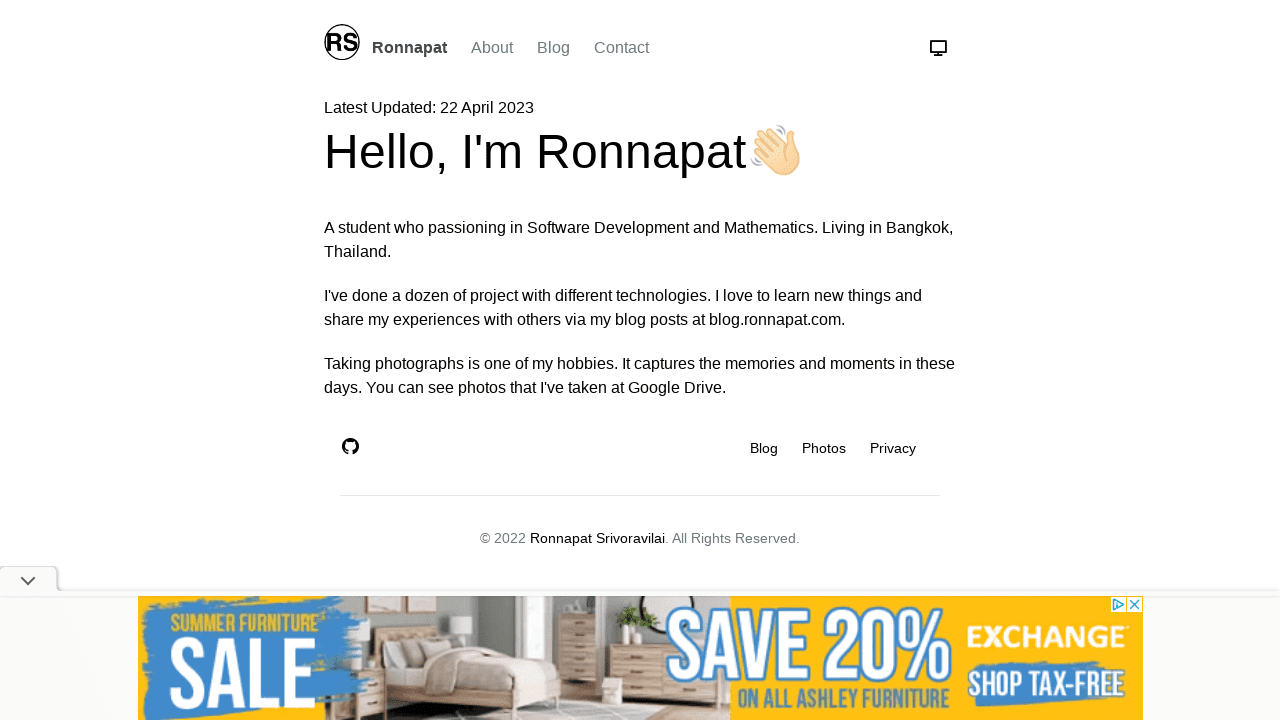 RS Ronnapat About Blog Contact
Latest Updated: 22 April 2023
Hello, I'm Ronnapat
A student who passioning in Software Development and Mathematics. Living in Bangkok,
Thailand.
I've done a dozen of project with different technologies. I love to learn new things and
share my experiences with others via my blog posts at blog.ronnapat.com.
Taking photographs is one of my hobbies. It captures the memories and moments in these
days. You can see photos that I've taken at Google Drive.
Blog Photos Privacy
© 2022 Ronnapat Srivoravilai. All Rights Reserved.
SUMMER FURNITURE
SALE
SAVE 20%
ON ALL ASHLEY FURNITURE
EXCHANGE
SHOP TAX-FREE